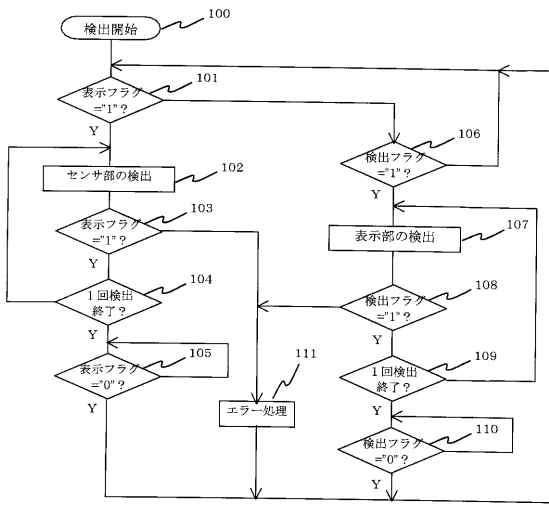 検出開始
100
表示フラグ
="1"?
101
Y
検出フラグ
="1"?
106
Y
センサ部の検出
102
表示フラグ
="1"?
103
Y
表示部の検出
107
1回検出
終了?
104
Y
検出フラグ
="1"?
108
Y
表示フラグ
="0"?
105
Y
エラー処理
111
1回検出
終了?
109
Y
検出フラグ
="0"?
110
Y